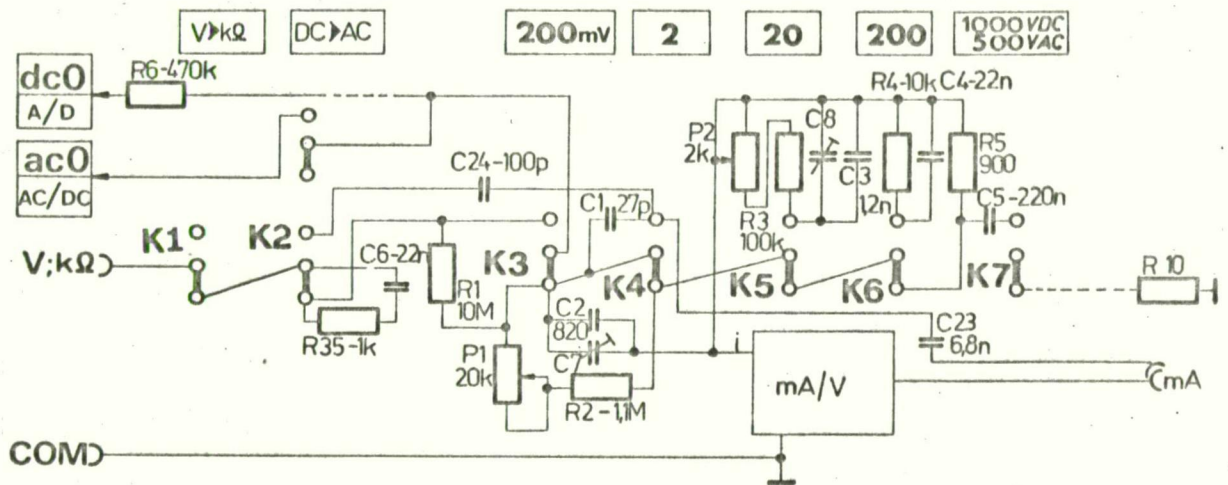 V▶kΩ DC▶AC 200mV 2 20 200 1000VDC
500VAC
dc0
A/D
R6-470k
R4-10k C4-22n
ac0
AC/DC
C24-100p
P2
2k
C8
C3
R5
900
C1 27p
1,2n
C5-220n
R3
100k
K1 K2 C6-22n
V;kΩ
K3 K4 K5 K6 K7
R 10
R1
10M
C2
820
C7
C23
6,8n
R35-1k
P1
20k
R2-1,1M
i
mA/V
mA
COM